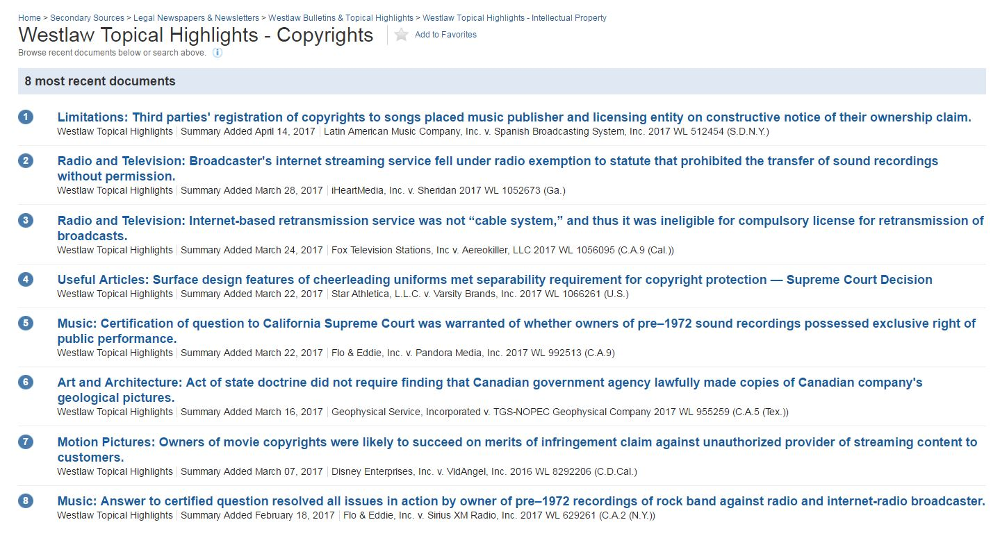 Home > Secondary Sources > Legal Newspapers & Newsletters > Westlaw Bulletins & Topical Highlights > Westlaw Topical Highlights - Intellectual Property
Westlaw Topical Highlights - Copyrights
Add to Favorites
Browse recent documents below or search above. i
8 most recent documents
1 Limitations: Third parties' registration of copyrights to songs placed music publisher and licensing entity on constructive notice of their ownership claim.
Westlaw Topical Highlights | Summary Added April 14, 2017 | Latin American Music Company, Inc. v. Spanish Broadcasting System, Inc. 2017 WL 512454 (S.D.N.Y.)
2 Radio and Television: Broadcaster's internet streaming service fell under radio exemption to statute that prohibited the transfer of sound recordings
without permission.
Westlaw Topical Highlights | Summary Added March 28, 2017 | iHeartMedia, Inc. v. Sheridan 2017 WL 1052673 (Ga.)
3 Radio and Television: Internet-based retransmission service was not “cable system,” and thus it was ineligible for compulsory license for retransmission of
broadcasts.
Westlaw Topical Highlights | Summary Added March 24, 2017 | Fox Television Stations, Inc v. Aereokiller, LLC 2017 WL 1056095 (C.A.9 (Cal.))
4 Useful Articles: Surface design features of cheerleading uniforms met separability requirement for copyright protection — Supreme Court Decision
Westlaw Topical Highlights | Summary Added March 22, 2017 | Star Athletica, L.L.C. v. Varsity Brands, Inc. 2017 WL 1066261 (U.S.)
5 Music: Certification of question to California Supreme Court was warranted of whether owners of pre–1972 sound recordings possessed exclusive right of
public performance.
Westlaw Topical Highlights | Summary Added March 22, 2017 | Flo & Eddie, Inc. v. Pandora Media, Inc. 2017 WL 992513 (C.A.9)
6 Art and Architecture: Act of state doctrine did not require finding that Canadian government agency lawfully made copies of Canadian company's
geological pictures.
Westlaw Topical Highlights | Summary Added March 16, 2017 | Geophysical Service, Incorporated v. TGS-NOPEC Geophysical Company 2017 WL 955259 (C.A.5 (Tex.))
7 Motion Pictures: Owners of movie copyrights were likely to succeed on merits of infringement claim against unauthorized provider of streaming content to
customers.
Westlaw Topical Highlights | Summary Added March 07, 2017 | Disney Enterprises, Inc. v. VidAngel, Inc. 2016 WL 8292206 (C.D.Cal.)
8 Music: Answer to certified question resolved all issues in action by owner of pre–1972 recordings of rock band against radio and internet-radio broadcaster.
Westlaw Topical Highlights | Summary Added February 18, 2017 | Flo & Eddie, Inc. v. Sirius XM Radio, Inc. 2017 WL 629261 (C.A.2 (N.Y.))